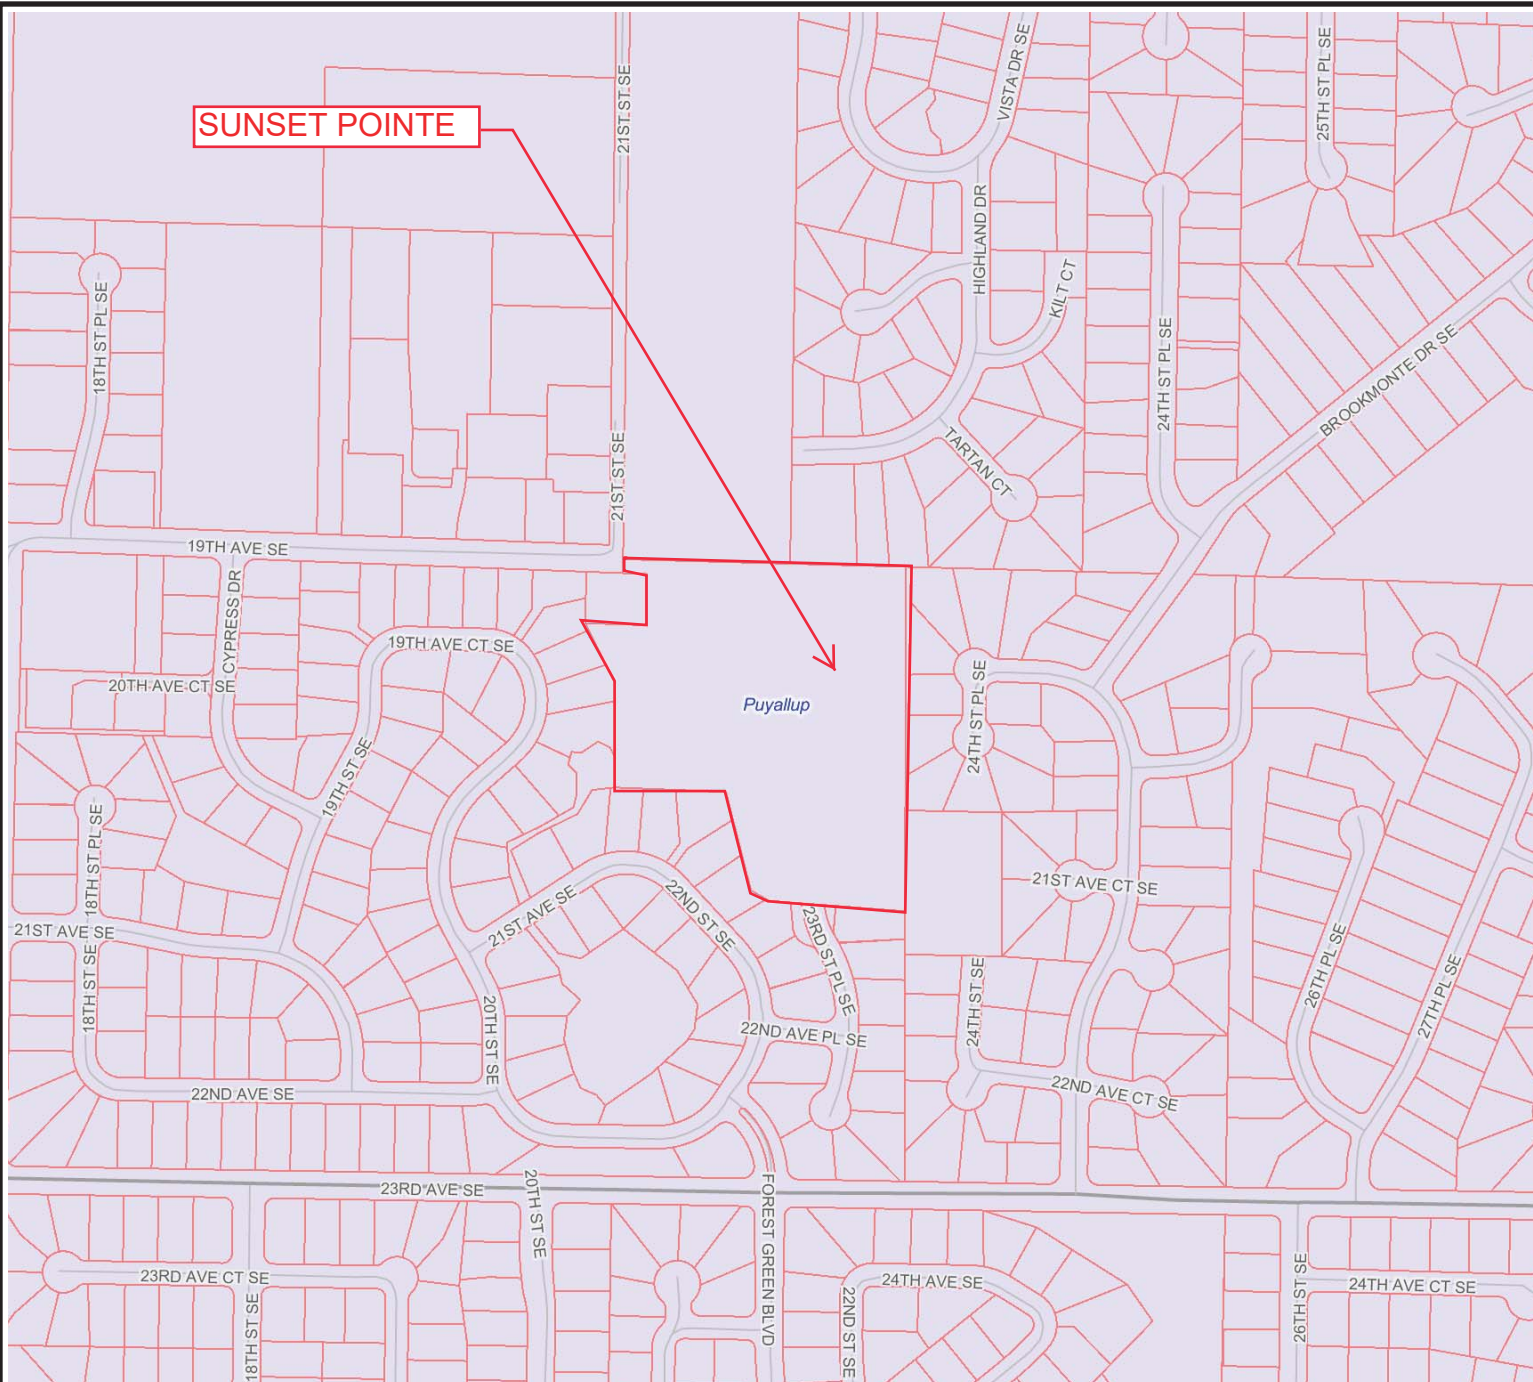 VISTA DR SE
25TH ST PL SE
21ST ST SE
SUNSET POINTE
HIGHLAND DR
KILT CT
18TH ST PL SE
24TH ST PL SE
BROOKMONTE DR SE
21ST ST SE
TARTAN CT
19TH AVE SE
CYPRESS DR
19TH AVE CT SE
20TH AVE CT SE
24TH ST PL SE
Puyallup
19TH ST SE
18TH ST PL SE
21ST AVE CT SE
21ST AVE SE
22ND ST SE
23RD ST PL SE
21ST AVE SE
18TH ST SE
20TH ST SE
22ND AVE PL SE
24TH ST SE
26TH PL SE
27TH PL SE
22ND AVE SE
22ND AVE CT SE
23RD AVE SE
20TH ST SE
FOREST GREEN BLVD
23RD AVE CT SE
18TH ST SE
22ND ST SE
24TH AVE SE
26TH ST SE
24TH AVE CT SE